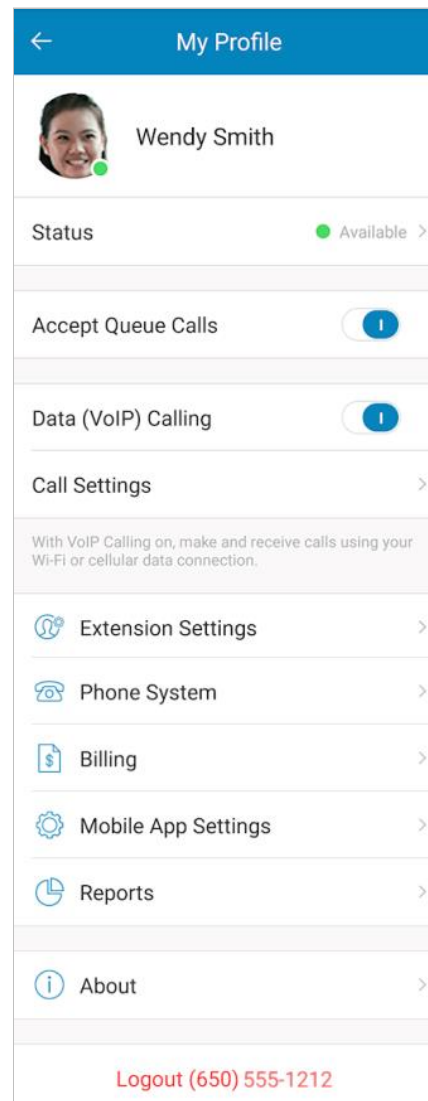 My Profile
Wendy Smith
Status
Available
Accept Queue Calls
Data (VoIP) Calling
Call Settings
With VoIP Calling on, make and receive calls using your
Wi-Fi or cellular data connection.
Extension Settings
Phone System
Billing
Mobile App Settings
Reports
About
Logout (650) 555-1212